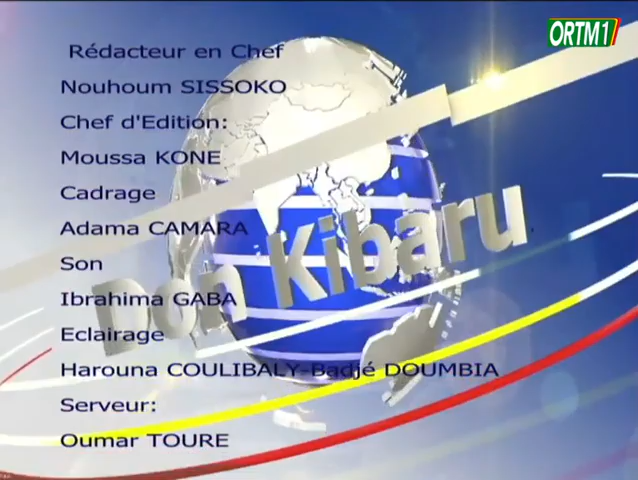 ORTM1
Rédacteur en Chef
Nouhoum SISSOKO
Chef d'Edition:
Moussa KONE
Cadrage
Adama CAMARA
Son
Ibrahima GABA
Eclairage
Harouna COULIBALY-Badjé DOUMBIA
Serveur:
Oumar TOURE
Don Kibaru